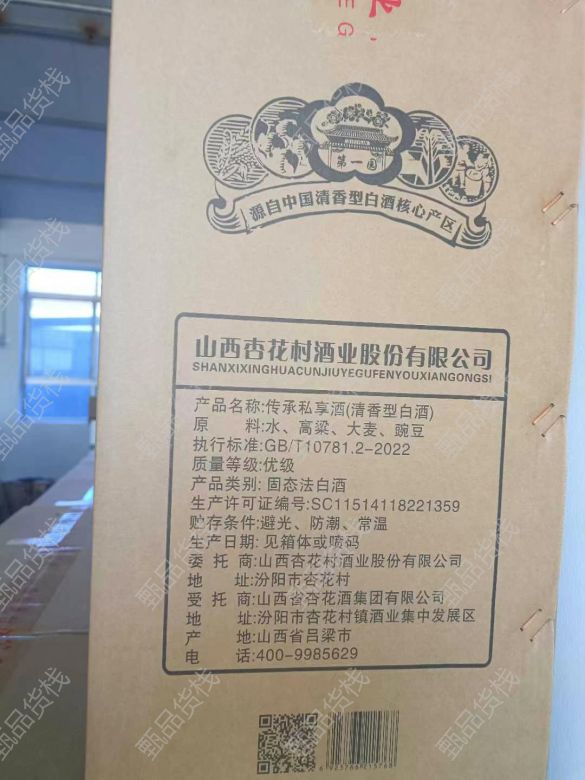 EG
第一园
源自中国清香型白酒核心产区
山西杏花村酒业股份有限公司
SHANXIXINGHUACUNJIUYEGUFENYOUXIANGONGSI
产品名称:传承私享酒(清香型白酒)
原 料:水、高粱、大麦、豌豆
执行标准:GB/T10781.2-2022
质量等级:优级
产品类别: 固态法白酒
生产许可证编号:SC11514118221359
贮存条件:避光、防潮、常温
生产日期: 见箱体或喷码
委 托 商:山西杏花村酒业股份有限公司
地 址:汾阳市杏花村
受 托 商:山西省杏花酒集团有限公司
地 址:汾阳市杏花村镇酒业集中发展区
产 地:山西省吕梁市
电 话:400-9985629
甄品货栈